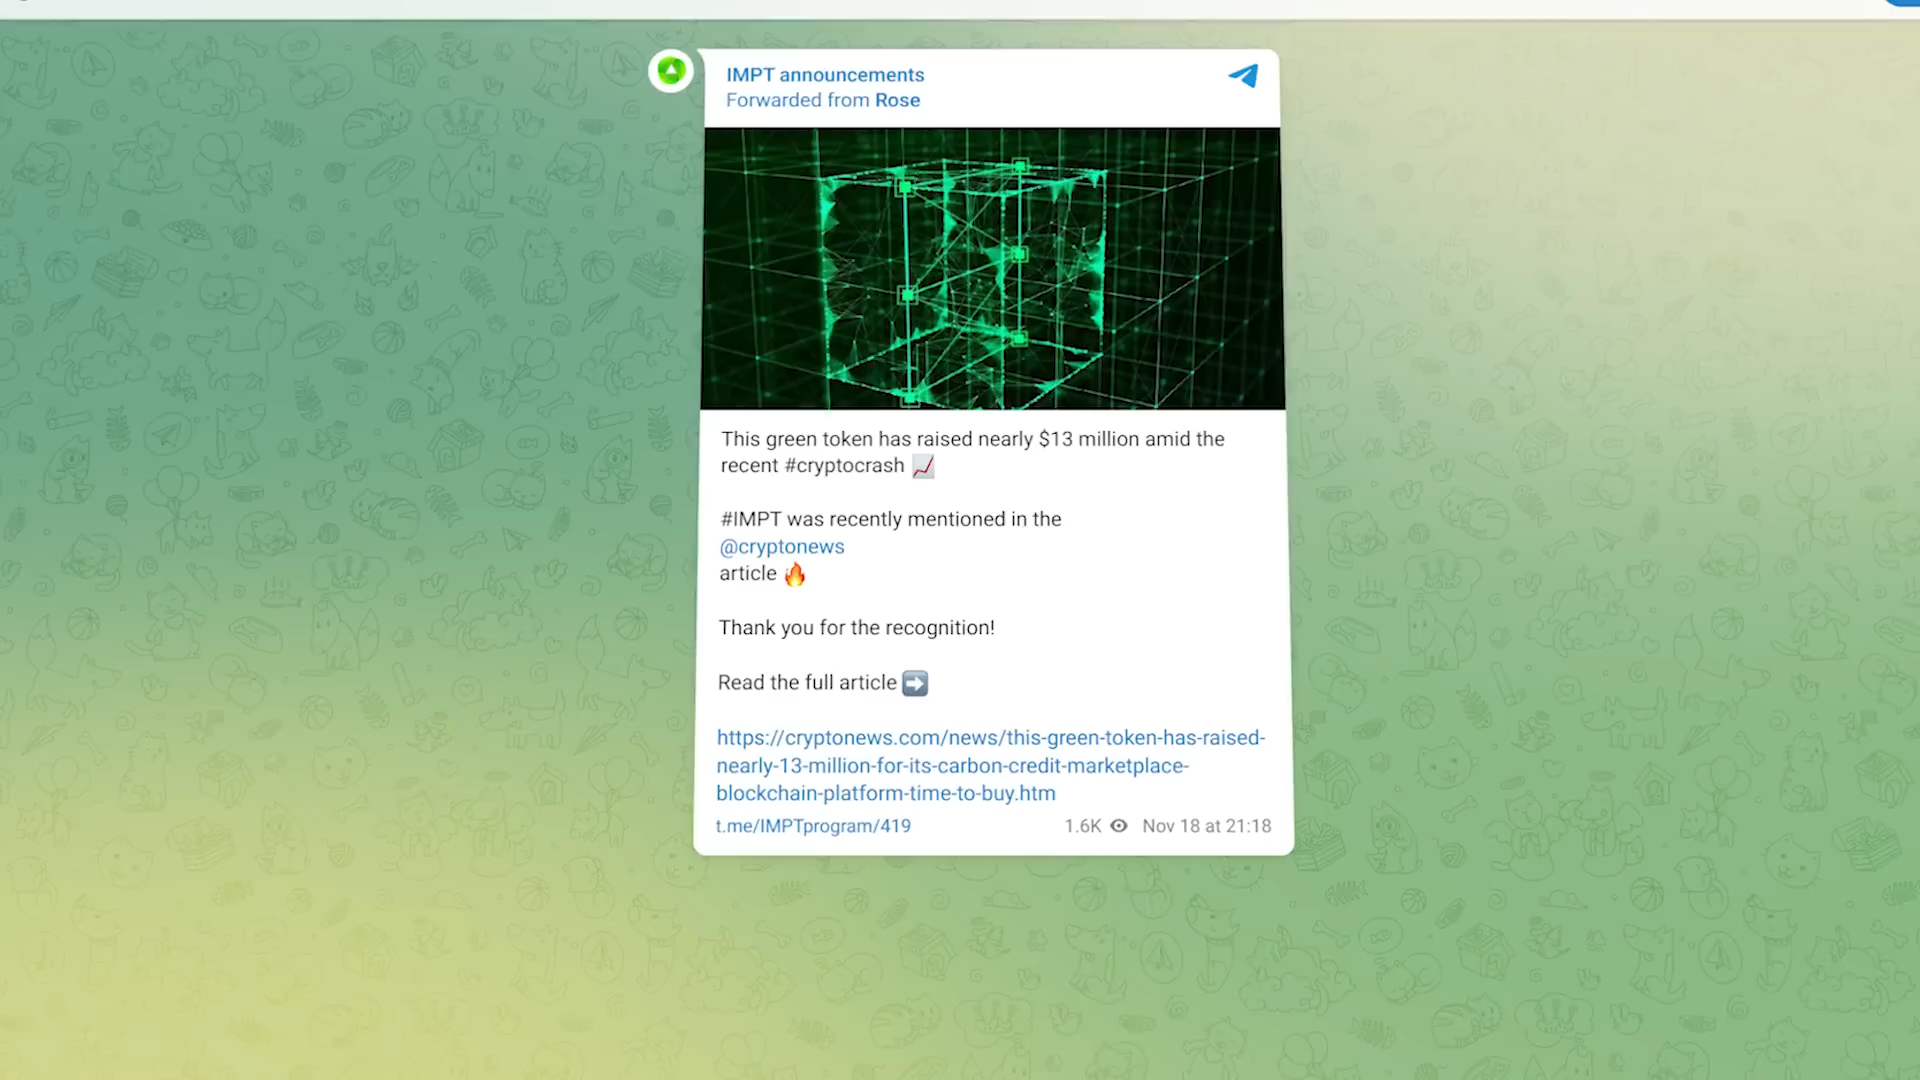 IMPT announcements
Forwarded from Rose
This green token has raised nearly $13 million amid the
recent #cryptocrash 📈
#IMPT was recently mentioned in the
@cryptonews
article 🔥
Thank you for the recognition!
Read the full article ➡️
https://cryptonews.com/news/this-green-token-has-raised-
nearly-13-million-for-its-carbon-credit-marketplace-
blockchain-platform-time-to-buy.htm
t.me/IMPTprogram/419
1.6K Nov 18 at 21:18